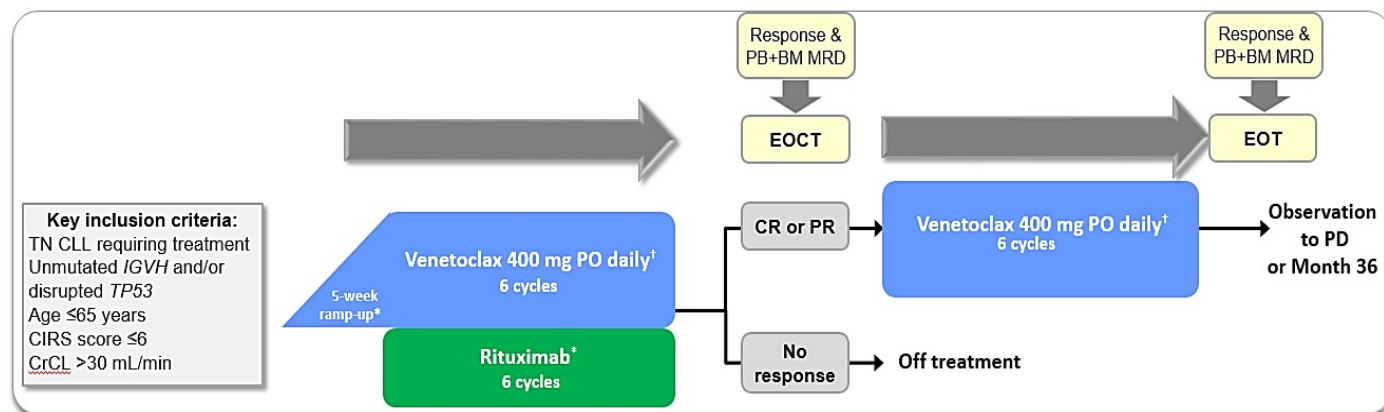 Response &
PB+BM MRD
EOCT
Response &
PB+BM MRD
EOT
Key inclusion criteria:
TN CLL requiring treatment
Unmutated IGVH and/or
disrupted TP53
Age ≤65 years
CIRS score ≤6
CrCL >30 mL/min
5-week
ramp-up*
Venetoclax 400 mg PO daily†
6 cycles
Rituximab‡
6 cycles
CR or PR
No
response
Off treatment
Venetoclax 400 mg PO daily†
6 cycles
Observation
to PD
or Month 36